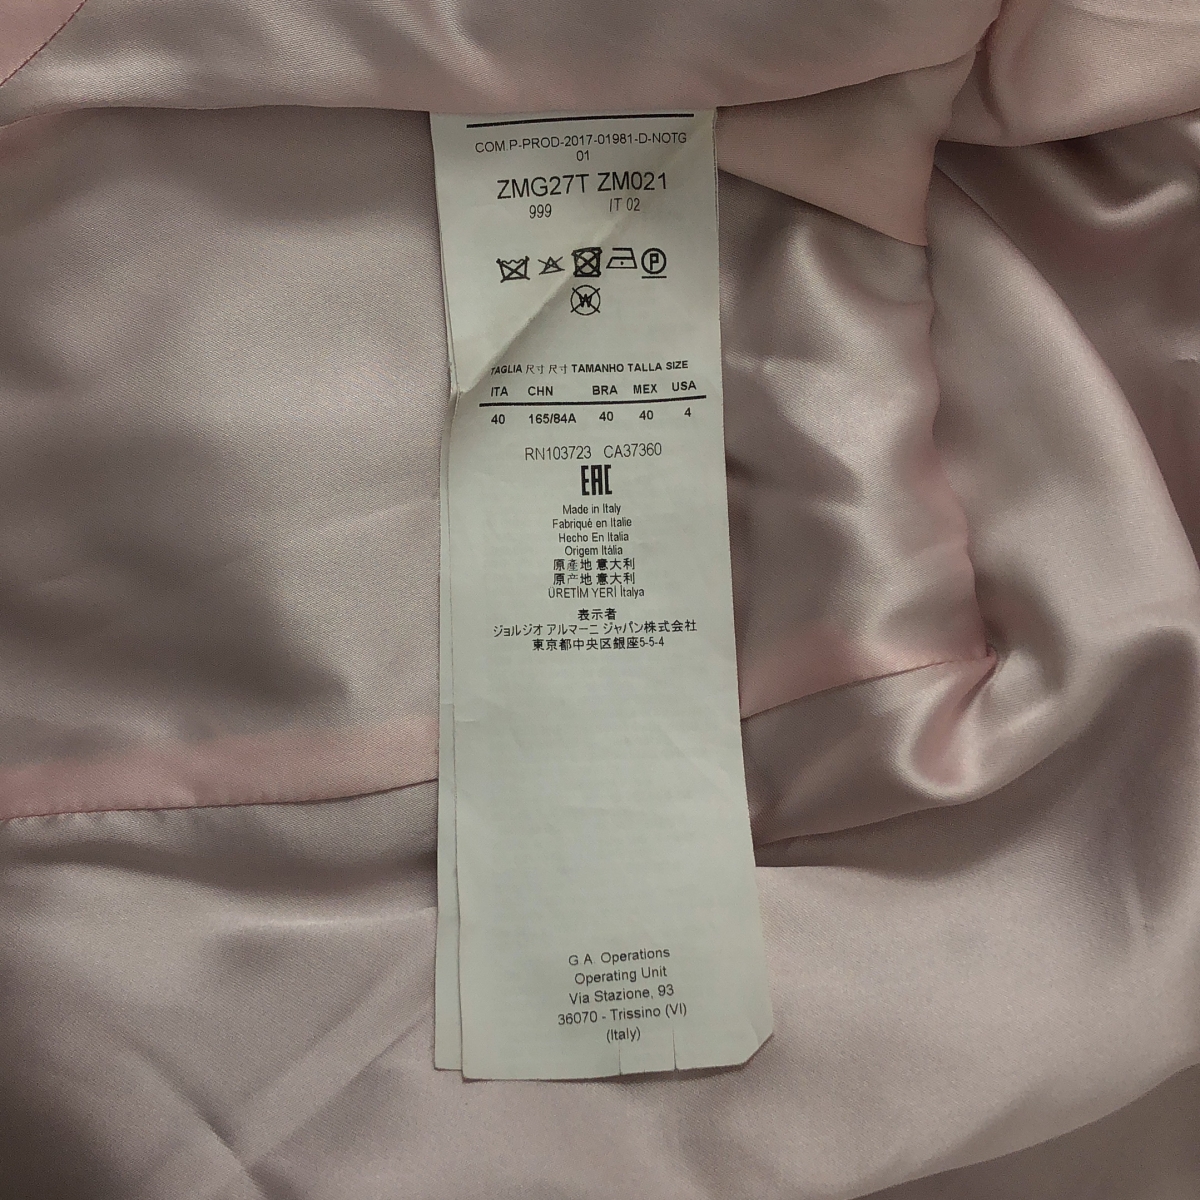 COM.P-PROD-2017-01981-D-NOTG
01
ZMG27T ZM021
999 IT 02
P
W
TAGLIA 尺寸 尺寸 TAMANHO TALLA SIZE
ITA CHN BRA MEX USA
40 165/84A 40 40 4
RN103723 CA37360
EAC
Made in Italy
Fabriqué en Italie
Hecho En Italia
Origem Itália
原産地 意大利
原产地 意大利
ÜRETİM YERİ İtalya
表示者
ジョルジオ アルマーニ ジャパン株式会社
東京都中央区銀座5-5-4
G.A. Operations
Operating Unit
Via Stazione, 93
36070 - Trissino (VI)
(Italy)